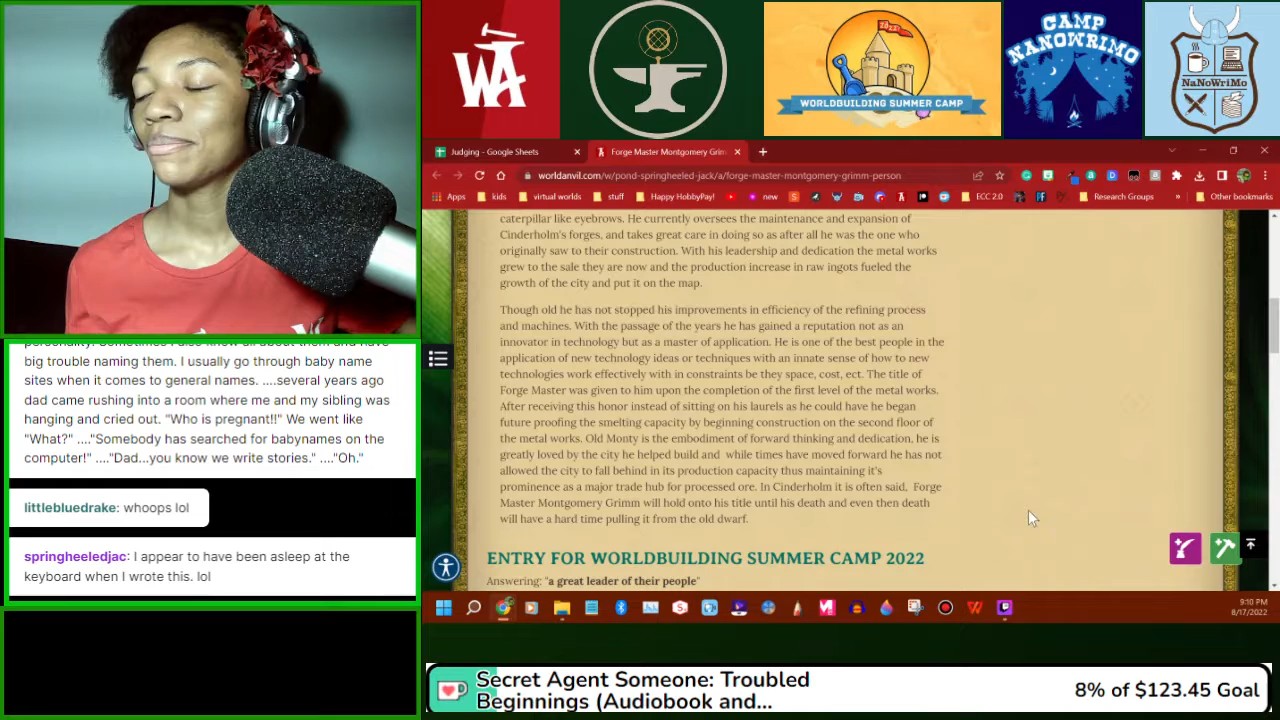 WA
2022
WORLDBUILDING SUMMER CAMP
CAMP
NANOWRIMO
NaNoWriMo
Judging - Google Sheets
Forge Master Montgomery Grim
worldanvil.com/w/pond-springheeled-jack/a/forge-master-montgomery-grimm-person
Apps kids virtual worlds stuff Happy HobbyPay! new ECC 2.0 Research Groups » Other bookmarks
caterpillar like eyebrows. He currently oversees the maintenance and expansion of
Cinderholm's forges, and takes great care in doing so as after all he was the one who
originally saw to their construction. With his leadership and dedication the metal works
grew to the sale they are now and the production increase in raw ingots fueled the
growth of the city and put it on the map.
Though old he has not stopped his improvements in efficiency of the refining process
and machines. With the passage of the years he has gained a reputation not as an
innovator in technology but as a master of application. He is one of the best people in the
application of new technology ideas or techniques with an innate sense of how to new
technologies work effectively with in constraints be they space, cost, ect. The title of
Forge Master was given to him upon the completion of the first level of the metal works.
After receiving this honor instead of sitting on his laurels as he could have he began
future proofing the smelting capacity by beginning construction on the second floor of
the metal works. Old Monty is the embodiment of forward thinking and dedication, he is
greatly loved by the city he helped build and while times have moved forward he has not
allowed the city to fall behind in its production capacity thus maintaining it's
prominence as a major trade hub for processed ore. In Cinderholm it is often said, Forge
Master Montgomery Grimm will hold onto his title until his death and even then death
will have a hard time pulling it from the old dwarf.
ENTRY FOR WORLDBUILDING SUMMER CAMP 2022
Answering: "a great leader of their people"
9:10 PM
8/17/2022
personality! Sometimes I also know all about them and have
big trouble naming them. I usually go through baby name
sites when it comes to general names. ....several years ago
dad came rushing into a room where me and my sibling was
hanging and cried out. "Who is pregnant!!" We went like
"What?" ...."Somebody has searched for babynames on the
computer!" ...."Dad...you know we write stories." ...."Oh."
littlebluedrake: whoops lol
springheeledjac: I appear to have been asleep at the
keyboard when I wrote this. lol
Secret Agent Someone: Troubled
Beginnings (Audiobook and...
8% of $123.45 Goal